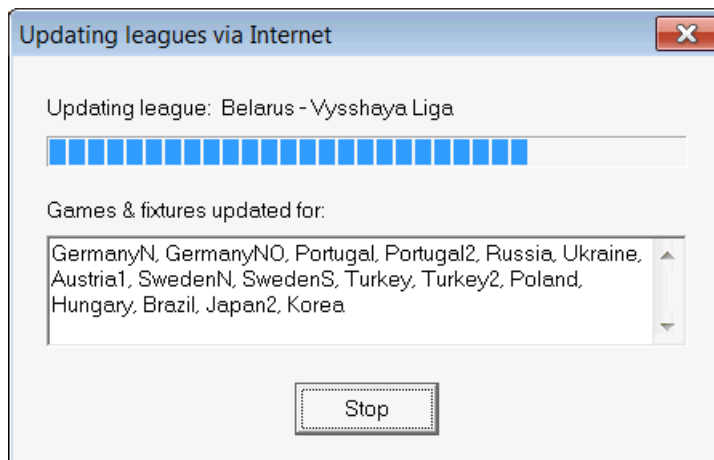 Updating leagues via Internet
Updating league: Belarus - Vysshaya Liga
Games & fixtures updated for:
GermanyN, GermanyNO, Portugal, Portugal2, Russia, Ukraine,
Austria1, SwedenN, SwedenS, Turkey, Turkey2, Poland,
Hungary, Brazil, Japan2, Korea
Stop